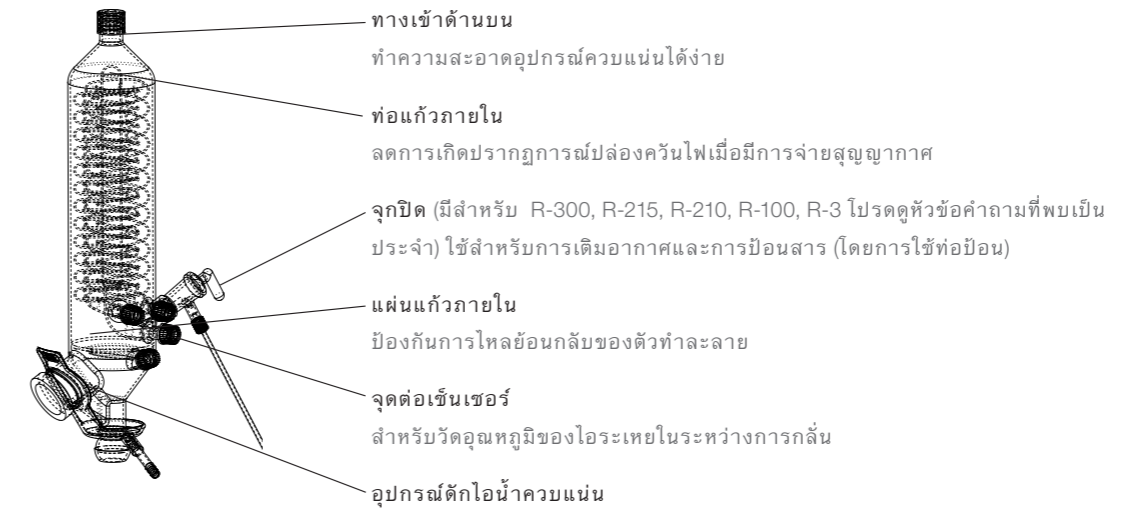 ทางเข้าด้านบน
ทำความสะอาดอุปกรณ์ควบแน่นได้ง่าย
ท่อแก้วภายใน
ลดการเกิดปรากฏการณ์ปล่องควันไฟเมื่อมีการจ่ายสุญญากาศ
จุกปิด (มีสำหรับ R-300, R-215, R-210, R-100, R-3 โปรดดูหัวข้อคำถามที่พบเป็น
ประจำ) ใช้สำหรับการเติมอากาศและการป้อนสาร (โดยการใช้ท่อป้อน)
แผ่นแก้วภายใน
ป้องกันการไหลย้อนกลับของตัวทำละลาย
จุดต่อเซ็นเซอร์
สำหรับวัดอุณหภูมิของไอระเหยในระหว่างการกลั่น
อุปกรณ์ดักไอน้ำควบแน่น